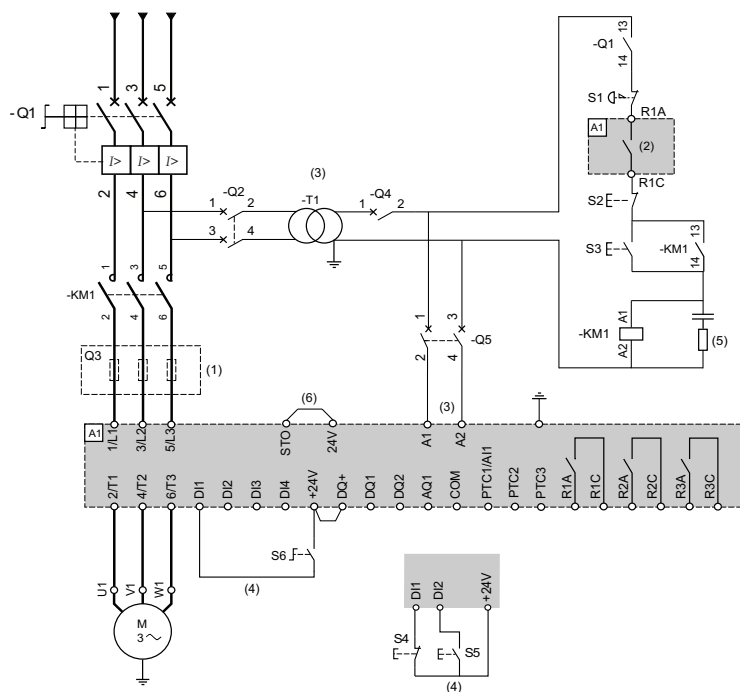 1
3
5
-Q1
I>
I>
I>
2
4
6
-Q2
1
2
3
4
(3)
-T1
-Q4
1
2
13
-Q1
14
S1
R1A
A1
(2)
R1C
S2
S3
13
-KM1
14
A1
-KM1
A2
(5)
1
3
5
-KM1
2
4
6
Q3
(1)
1
3
-Q5
2
4
(6)
(3)
A1
1/L1
3/L2
5/L3
STO
24V
A1
A2
2/T1
4/T2
6/T3
DI1
DI2
DI3
DI4
+24V
DQ+
DQ1
DQ2
AQ1
COM
PTC1/AI1
PTC2
PTC3
R1A
R1C
R2A
R2C
R3A
R3C
S6
(4)
U1
V1
W1
M
3
DI1
DI2
+24V
S4
S5
(4)